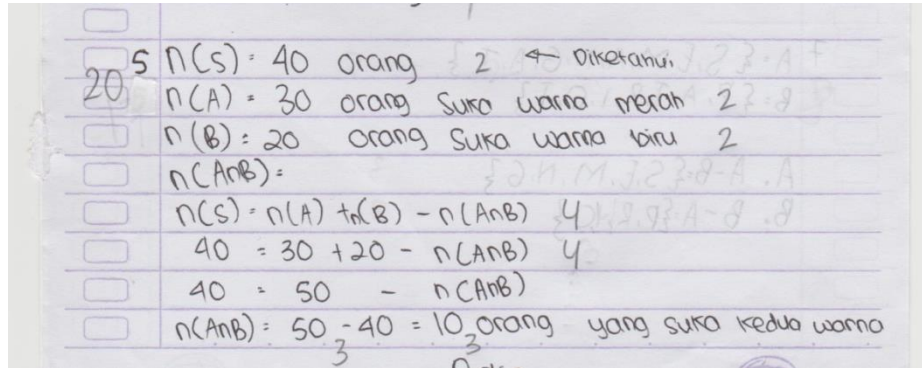 5 n(S) = 40 orang 2 ← Diketahui
20 n(A) = 30 orang suka warna merah 2
n(B) = 20 orang suka warna biru 2
n(A∩B) =
n(S) = n(A) + n(B) - n(A∩B) 4
40 = 30 + 20 - n(A∩B) 4
40 = 50 - n(A∩B)
n(A∩B) = 50 - 40 = 10 orang yang suka kedua warna
3 3